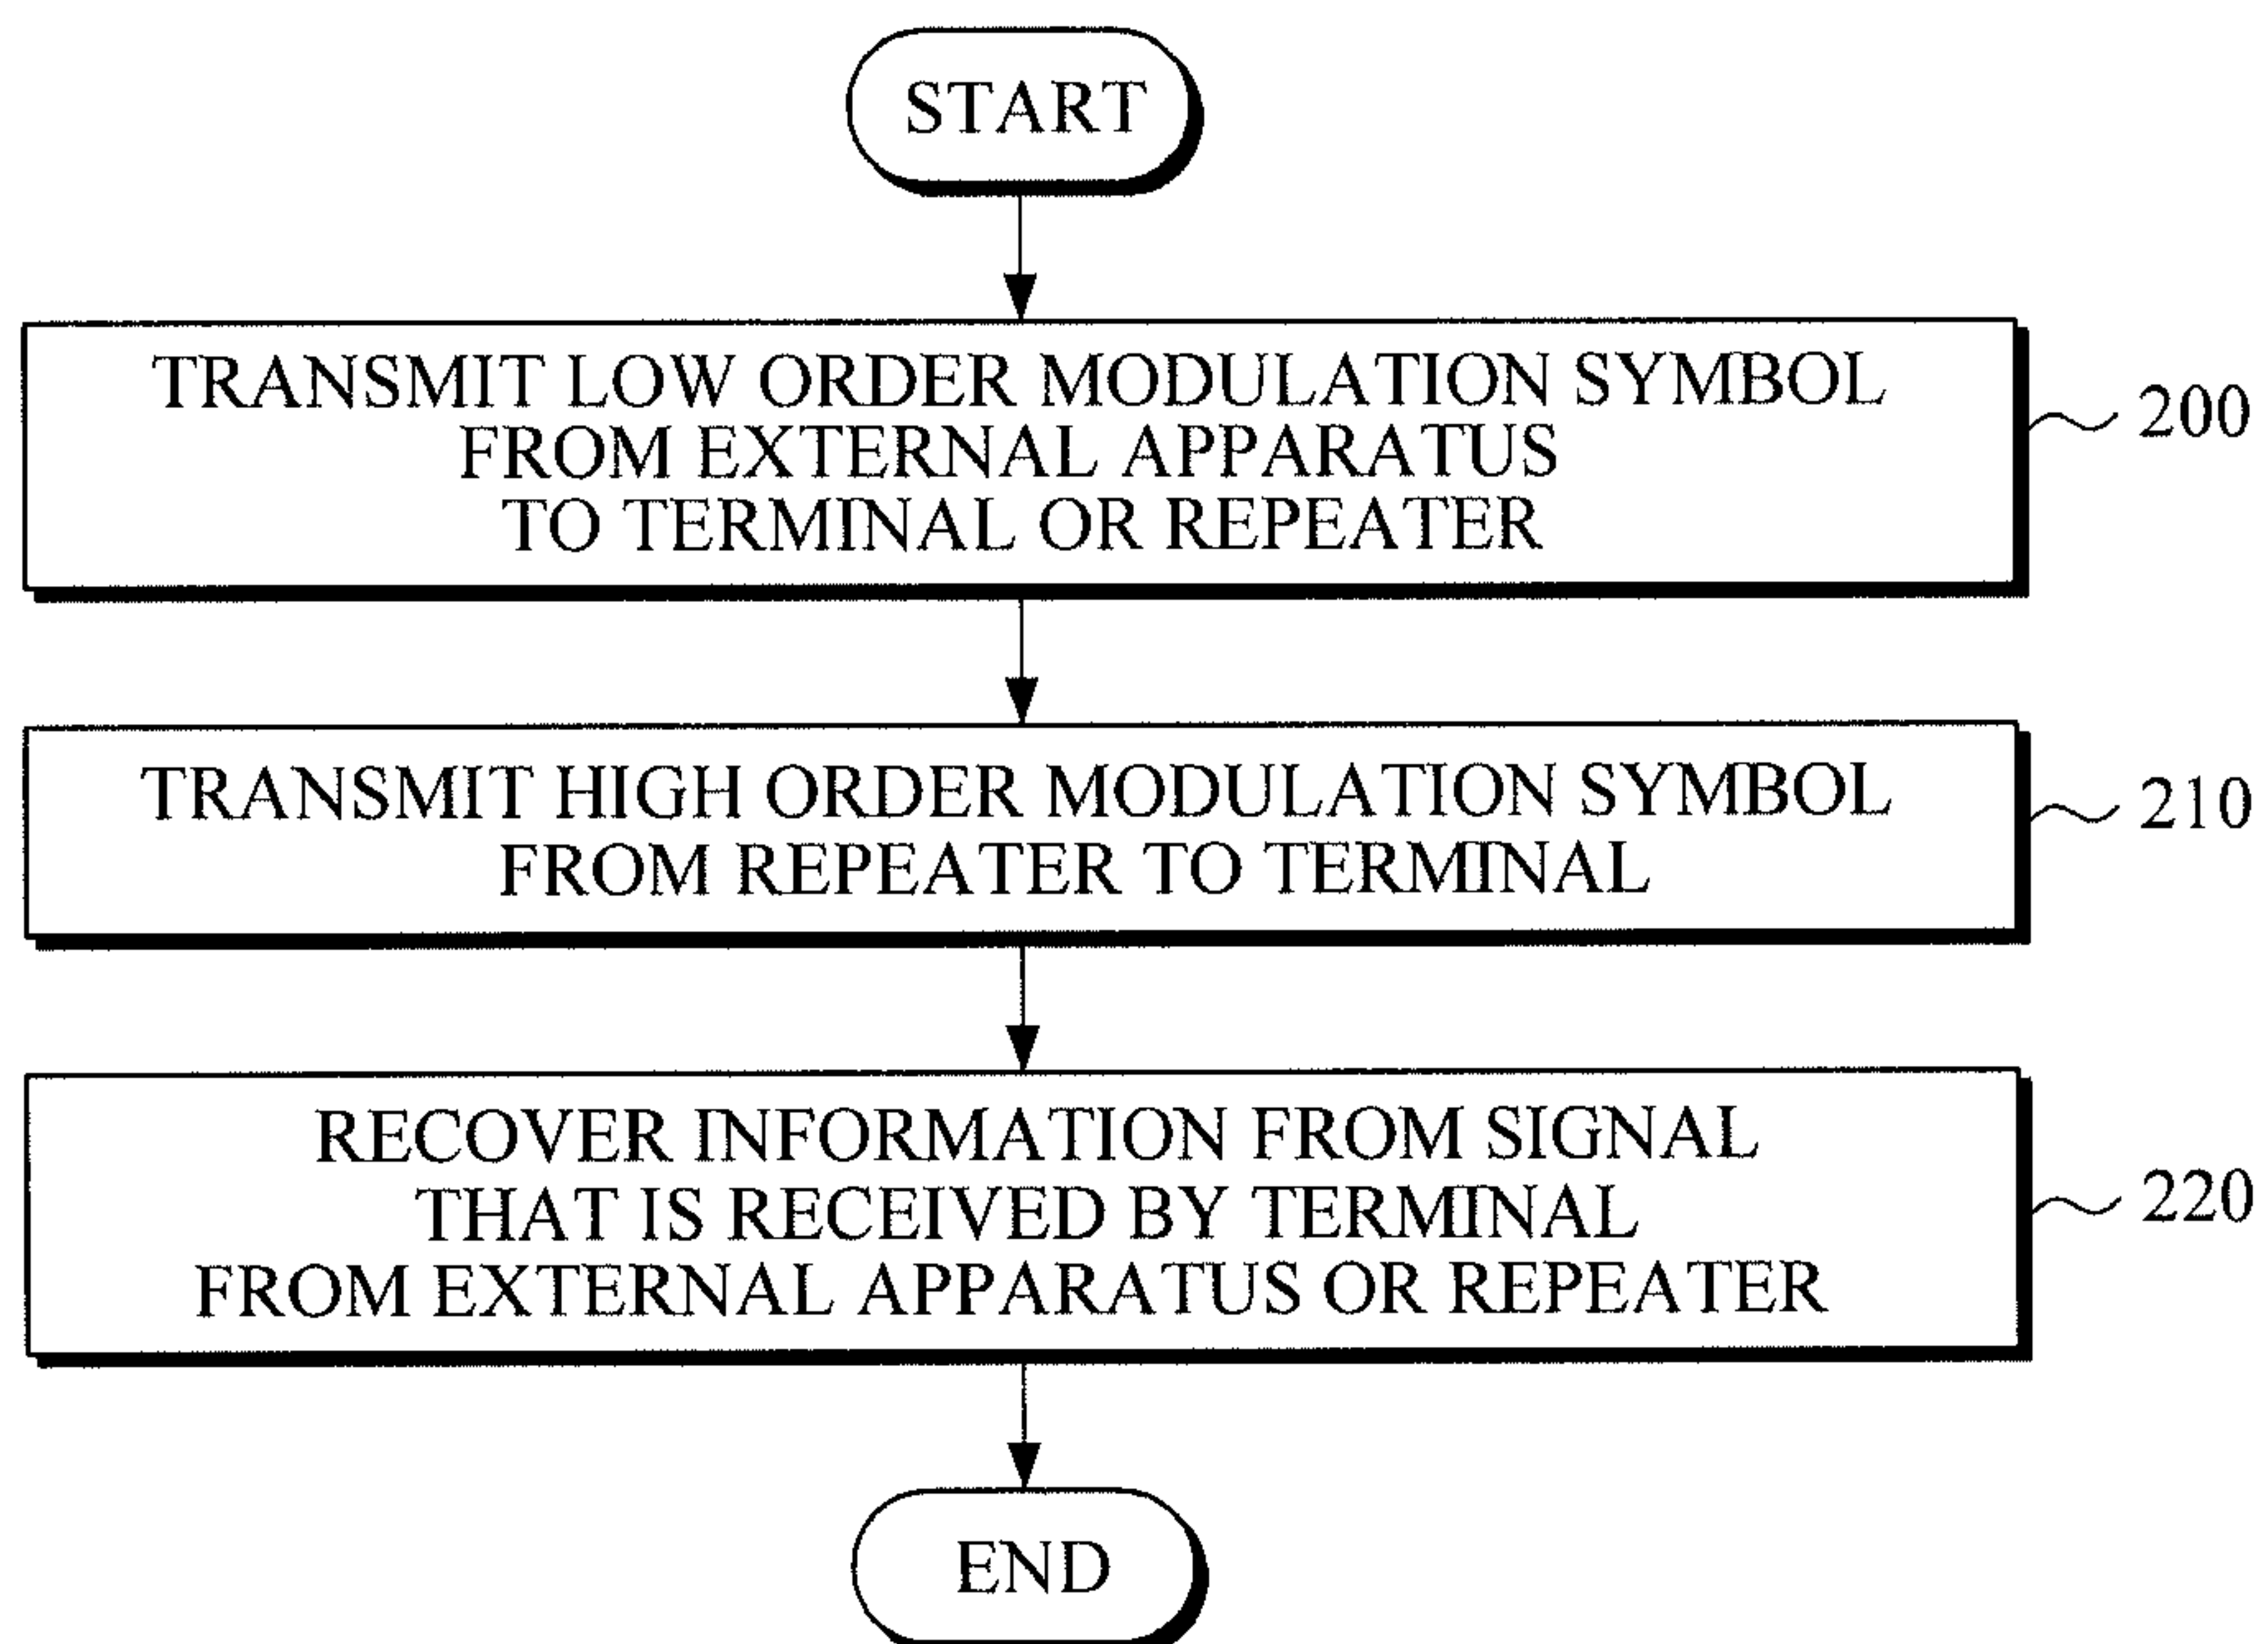 START
TRANSMIT LOW ORDER MODULATION SYMBOL
FROM EXTERNAL APPARATUS
TO TERMINAL OR REPEATER
200
TRANSMIT HIGH ORDER MODULATION SYMBOL
FROM REPEATER TO TERMINAL
210
RECOVER INFORMATION FROM SIGNAL
THAT IS RECEIVED BY TERMINAL
FROM EXTERNAL APPARATUS OR REPEATER
220
END